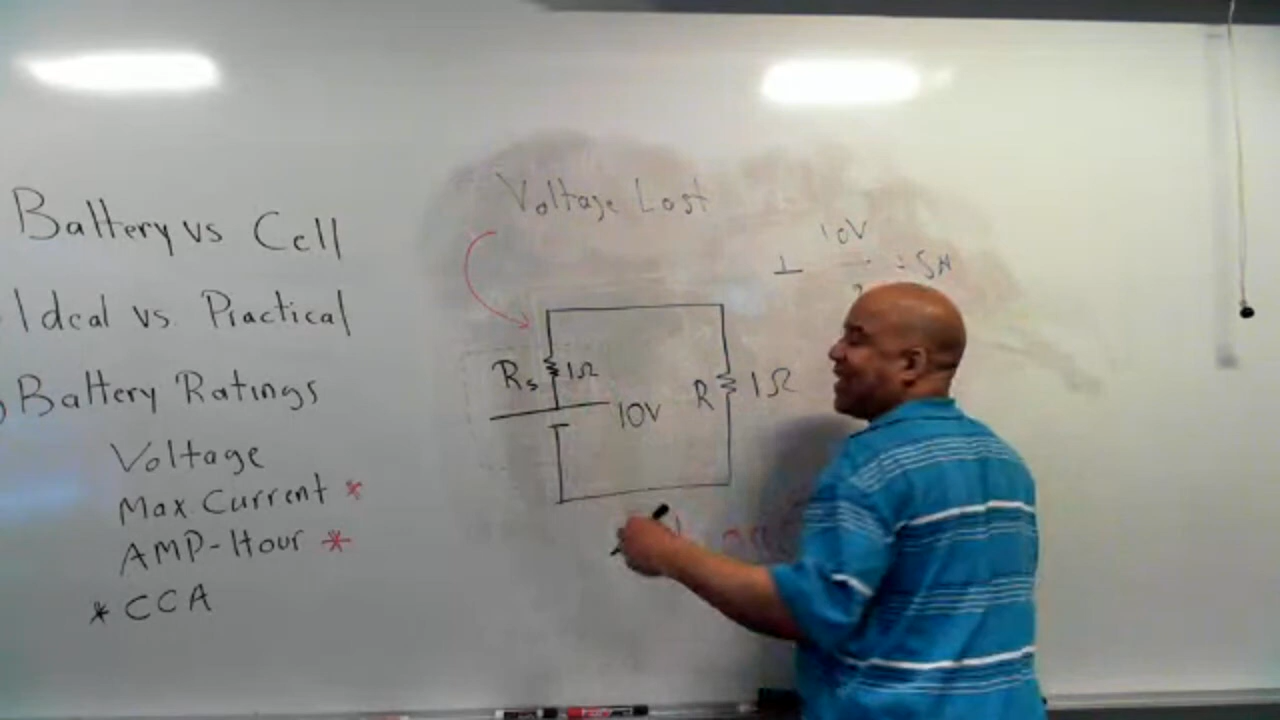 Battery vs Cell
Ideal vs. Practical
Battery Ratings
Voltage
Max Current *
AMP-Hour *
* CCA
Voltage Lost
10V
= 5A
Rs 1Ω
10V
R 1Ω